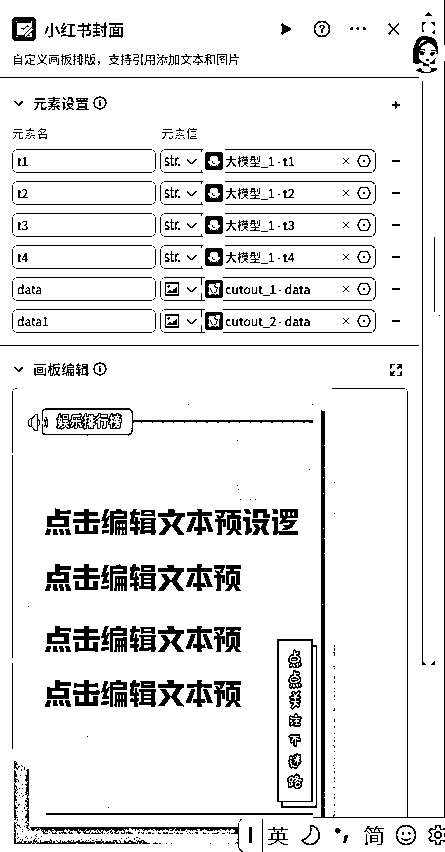 小红书封面
自定义画板排版，支持引用添加文本和图片
元素设置
元素名 元素值
t1 str. 大模型_1 - t1
t2 str. 大模型_1 - t2
t3 str. 大模型_1 - t3
t4 str. 大模型_1 - t4
data cutout_1 - data
data1 cutout_2 - data
画板编辑
娱乐排行榜
点击编辑文本预设逻
点击编辑文本预
点击编辑文本预
点击编辑文本预
点点关注不迷路
英 简